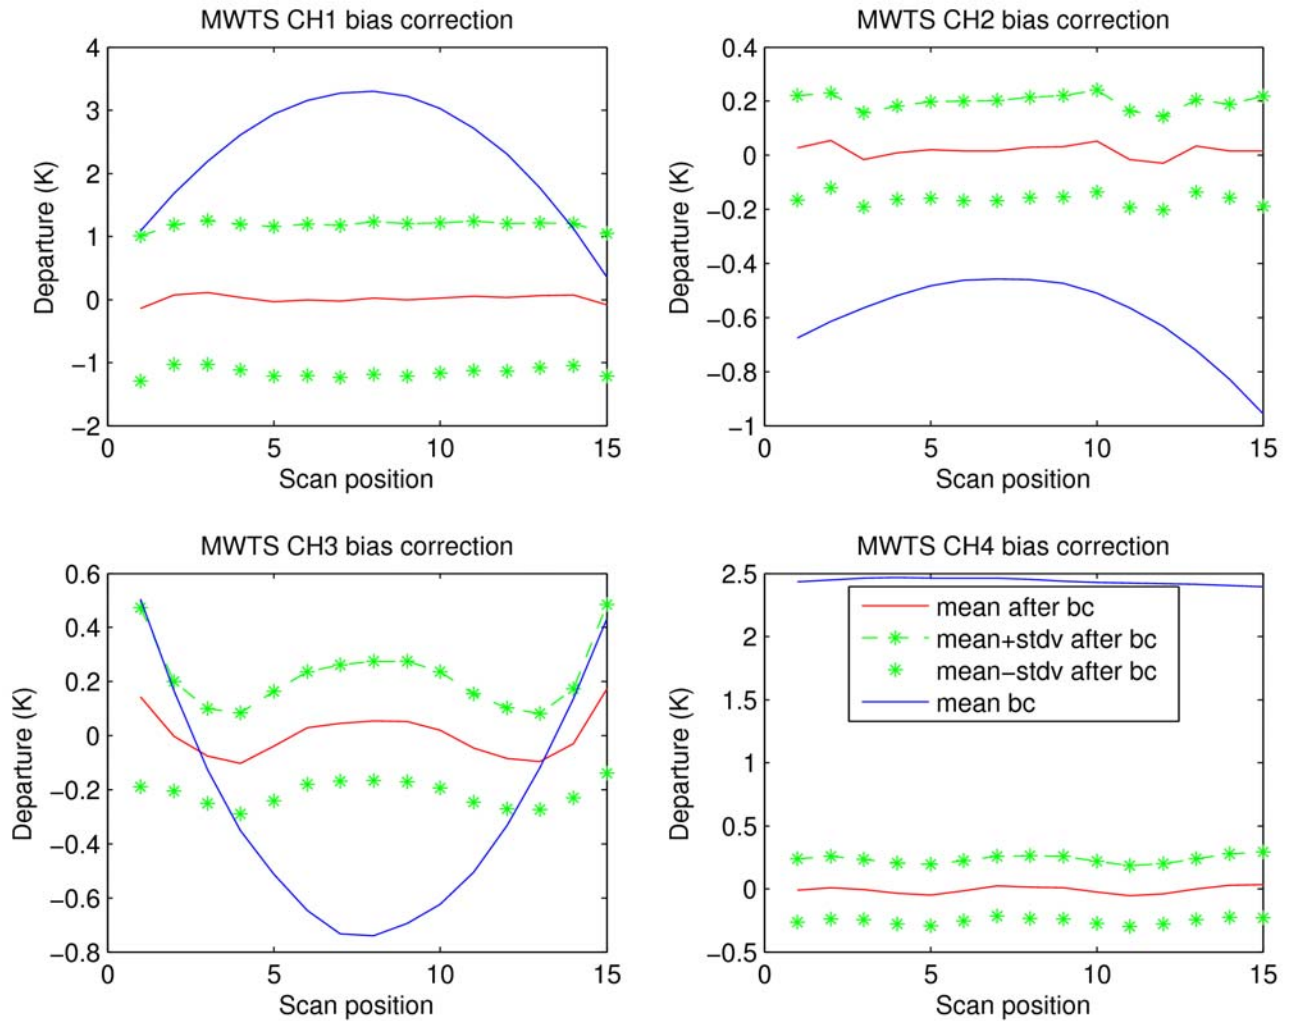 MWTS CH1 bias correction
4
3
2
1
0
−1
−2
Departure (K)
0 5 10 15
Scan position
MWTS CH2 bias correction
0.4
0.2
0
−0.2
−0.4
−0.6
−0.8
−1
Departure (K)
0 5 10 15
Scan position
MWTS CH3 bias correction
0.6
0.4
0.2
0
−0.2
−0.4
−0.6
−0.8
Departure (K)
0 5 10 15
Scan position
MWTS CH4 bias correction
2.5
2
1.5
1
0.5
0
−0.5
Departure (K)
mean after bc
mean+stdv after bc
mean−stdv after bc
mean bc
0 5 10 15
Scan position